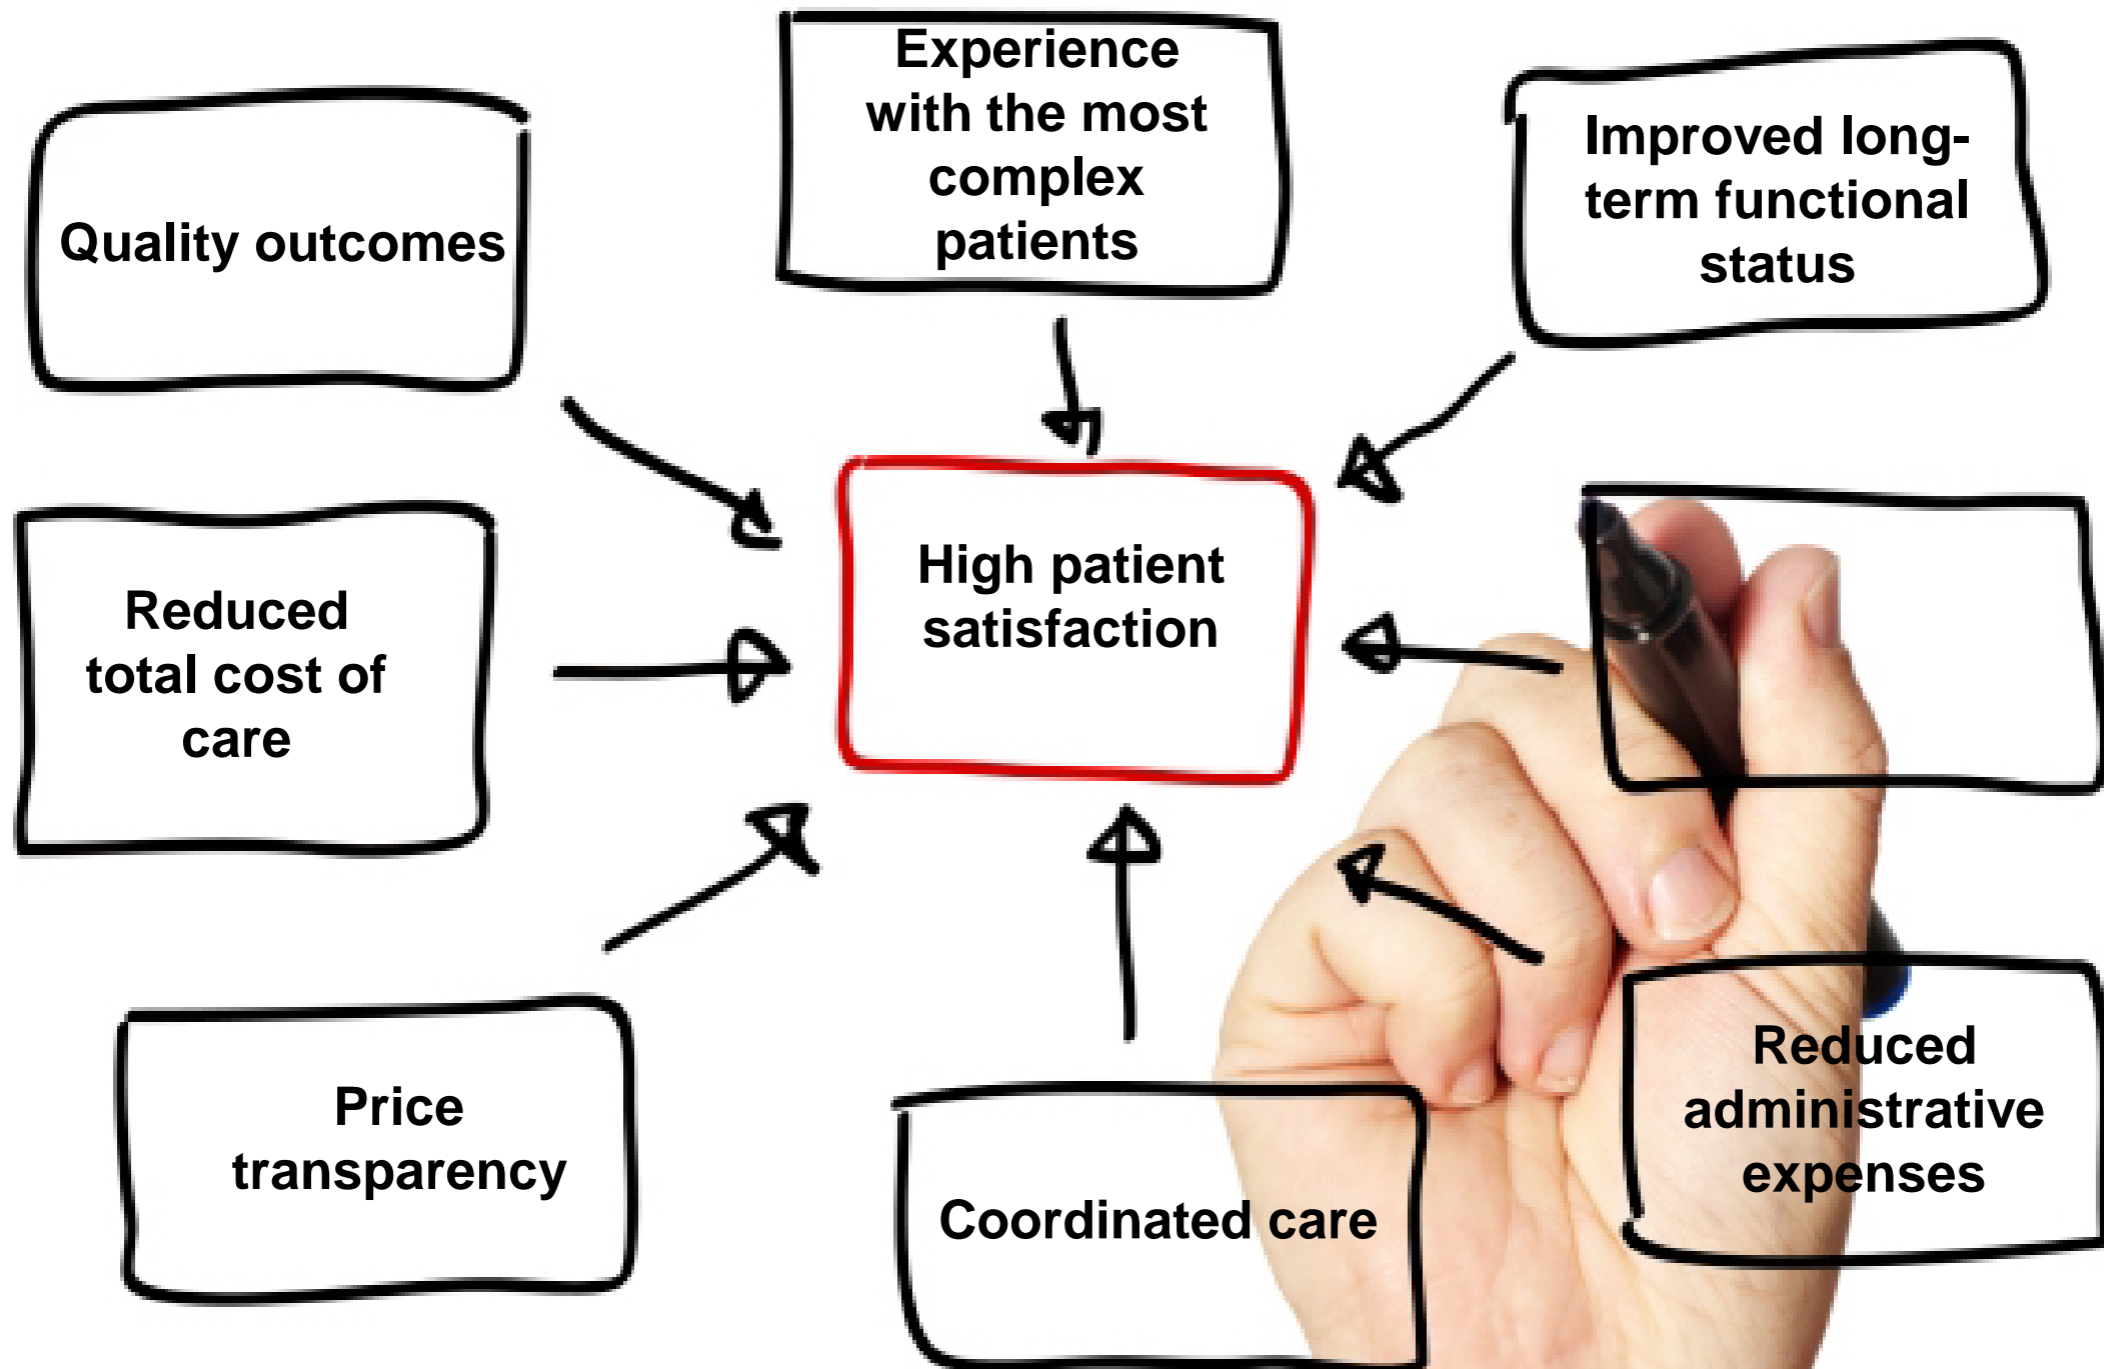 Experience
with the most
complex
patients
Quality outcomes
Improved long-
term functional
status
Reduced
total cost of
care
High patient
satisfaction
Price
transparency
Coordinated care
Reduced
administrative
expenses